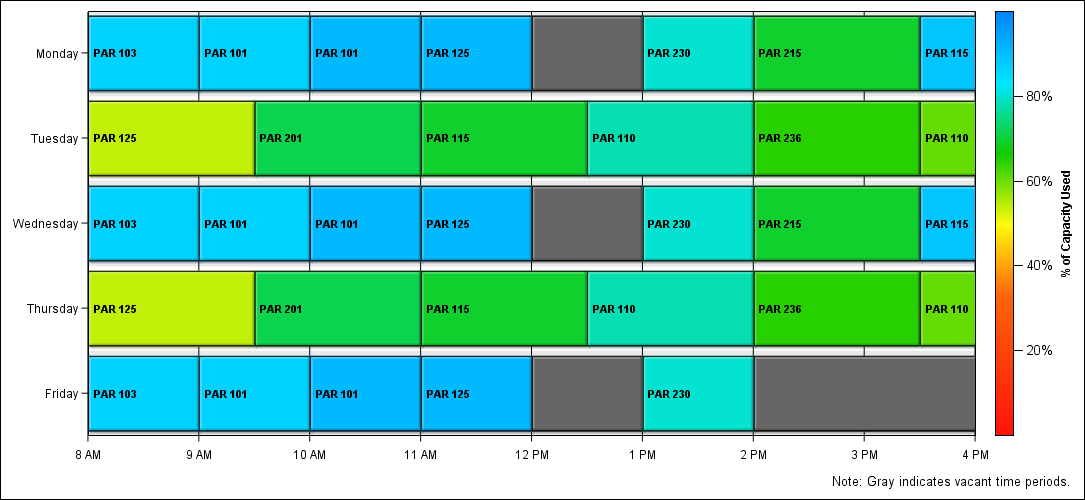 Monday
PAR 103 PAR 101 PAR 101 PAR 125 PAR 230 PAR 215 PAR 115
80%
Tuesday
PAR 125 PAR 201 PAR 115 PAR 110 PAR 236 PAR 110
60%
Wednesday
PAR 103 PAR 101 PAR 101 PAR 125 PAR 230 PAR 215 PAR 115
% of Capacity Used
40%
Thursday
PAR 125 PAR 201 PAR 115 PAR 110 PAR 236 PAR 110
20%
Friday
PAR 103 PAR 101 PAR 101 PAR 125 PAR 230
8 AM 9 AM 10 AM 11 AM 12 PM 1 PM 2 PM 3 PM 4 PM
Note: Gray indicates vacant time periods.